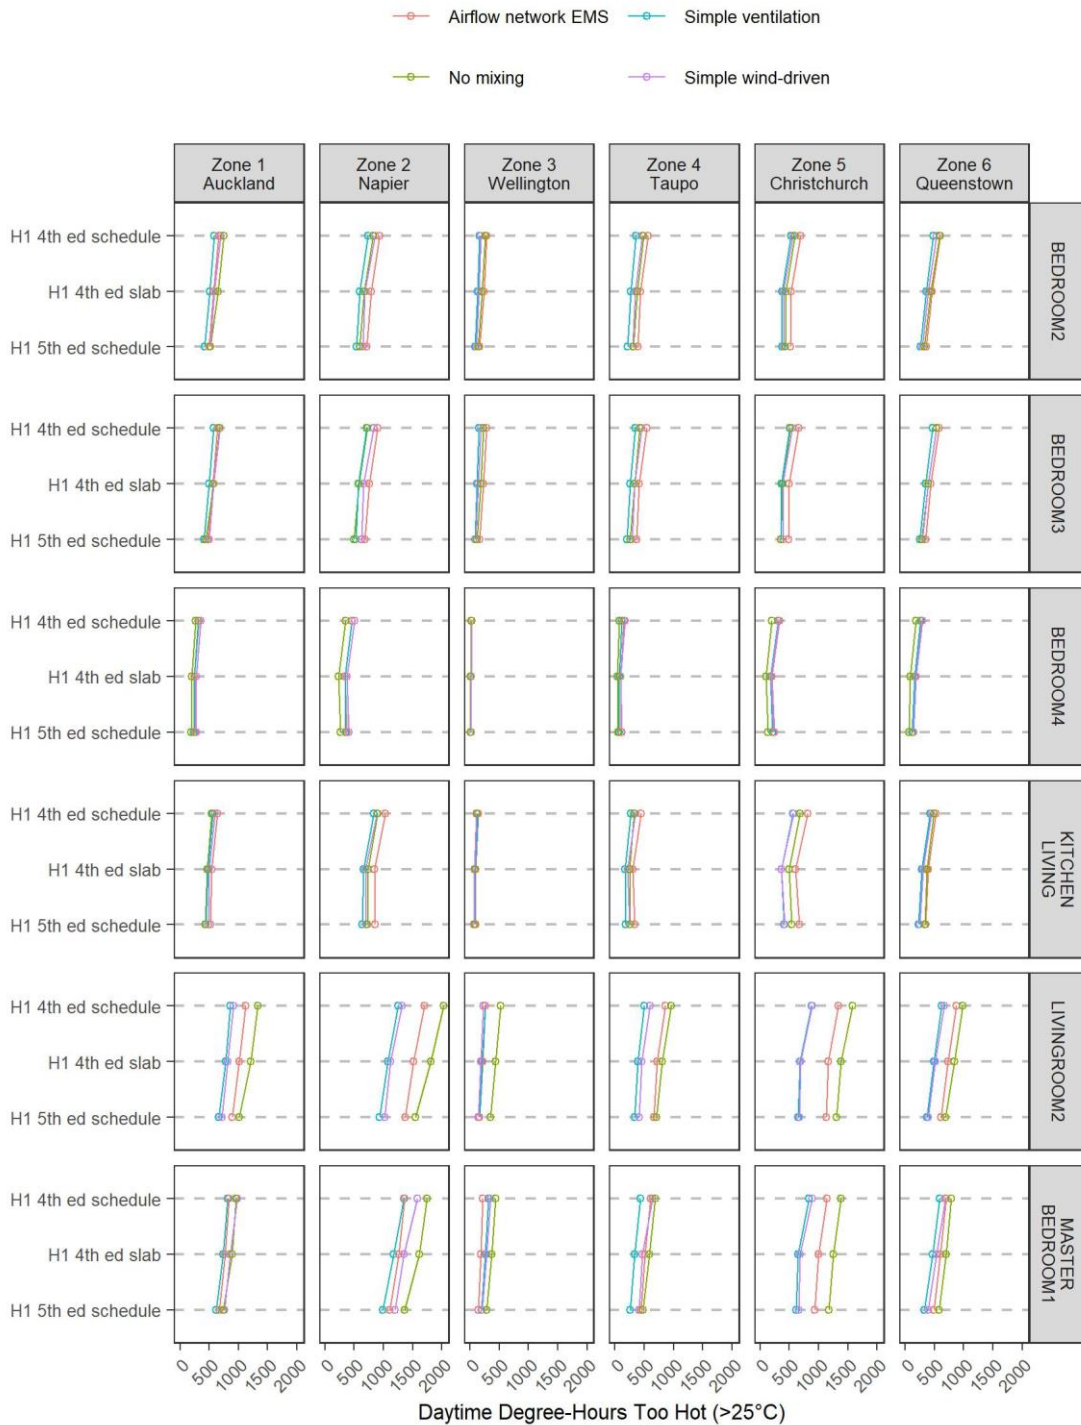 Airflow network EMS
Simple ventilation
No mixing
Simple wind-driven
Zone 1
Auckland
Zone 2
Napier
Zone 3
Wellington
Zone 4
Taupo
Zone 5
Christchurch
Zone 6
Queenstown
H1 4th ed schedule
H1 4th ed slab
H1 5th ed schedule
BEDROOM2
H1 4th ed schedule
H1 4th ed slab
H1 5th ed schedule
BEDROOM3
H1 4th ed schedule
H1 4th ed slab
H1 5th ed schedule
BEDROOM4
H1 4th ed schedule
H1 4th ed slab
H1 5th ed schedule
KITCHEN
LIVING
H1 4th ed schedule
H1 4th ed slab
H1 5th ed schedule
LIVINGROOM2
H1 4th ed schedule
H1 4th ed slab
H1 5th ed schedule
MASTER
BEDROOM1
0 500 1000 1500 2000 0 500 1000 1500 2000 0 500 1000 1500 2000 0 500 1000 1500 2000 0 500 1000 1500 2000 0 500 1000 1500 2000
Daytime Degree-Hours Too Hot (>25°C)